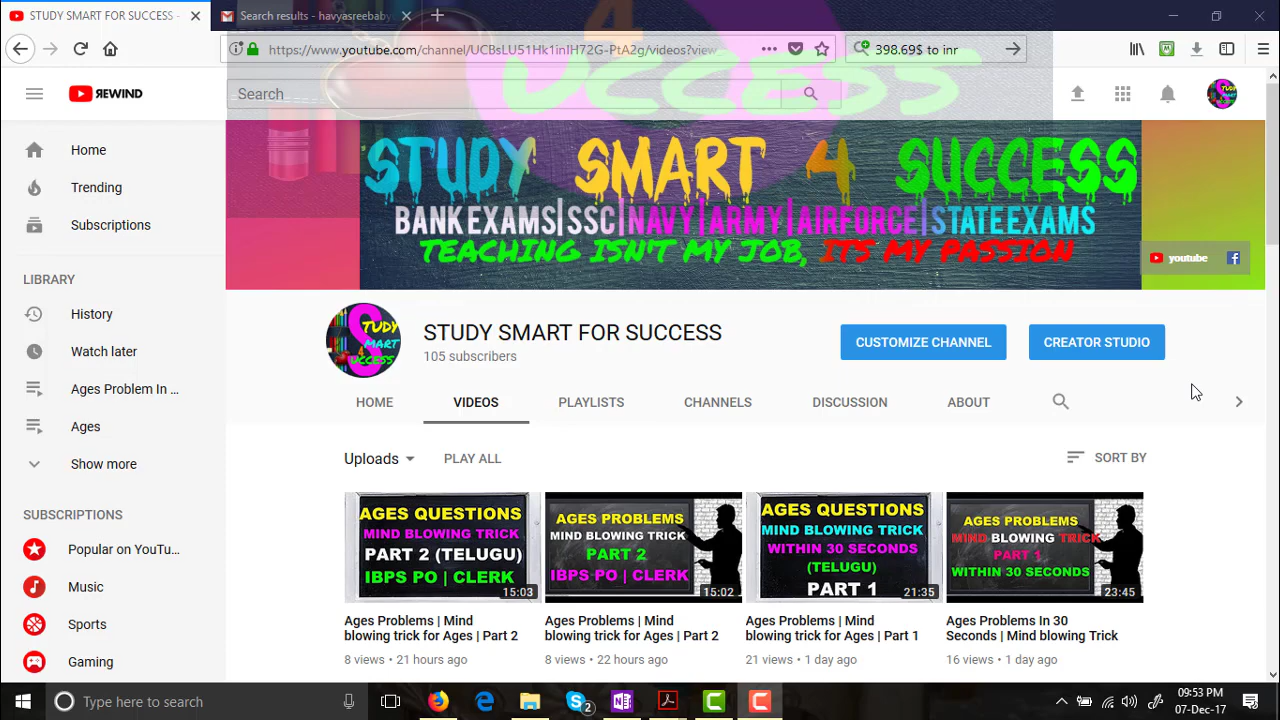 STUDY SMART FOR SUCCESS -
Search results - havyasreebaby
https://www.youtube.com/channel/UCBsLU51Hk1inIH72G-PtA2g/videos?view
398.69$ to inr
REWIND
Search
Home
Trending
Subscriptions
LIBRARY
History
Watch later
Ages Problem In ...
Ages
Show more
SUBSCRIPTIONS
Popular on YouTu...
Music
Sports
Gaming
4
UCCESS
STUDY SMART 4 SUCCESS
BANK EXAMS|SSC|NAVY|ARMY|AIRFORCE|STATE EXAMS
TEACHING ISN'T MY JOB, ITS MY PASSION
youtube
STUDY SMART 4 UCCESS
STUDY SMART FOR SUCCESS
105 subscribers
CUSTOMIZE CHANNEL
CREATOR STUDIO
HOME
VIDEOS
PLAYLISTS
CHANNELS
DISCUSSION
ABOUT
Uploads
PLAY ALL
SORT BY
AGES QUESTIONS
MIND BLOWING TRICK
PART 2 (TELUGU)
IBPS PO | CLERK
15:03
Ages Problems | Mind
blowing trick for Ages | Part 2
8 views • 21 hours ago
AGES PROBLEMS
MIND BLOWING TRICK
PART 2
IBPS PO | CLERK
15:02
Ages Problems | Mind
blowing trick for Ages | Part 2
8 views • 22 hours ago
AGES QUESTIONS
MIND BLOWING TRICK
WITHIN 30 SECONDS
(TELUGU)
PART 1
21:35
Ages Problems | Mind
blowing trick for Ages | Part 1
21 views • 1 day ago
AGES PROBLEMS
MIND BLOWING TRICK
PART 1
WITHIN 30 SECONDS
23:45
Ages Problems In 30
Seconds | Mind blowing Trick
16 views • 1 day ago
Type here to search
2
09:53 PM
07-Dec-17